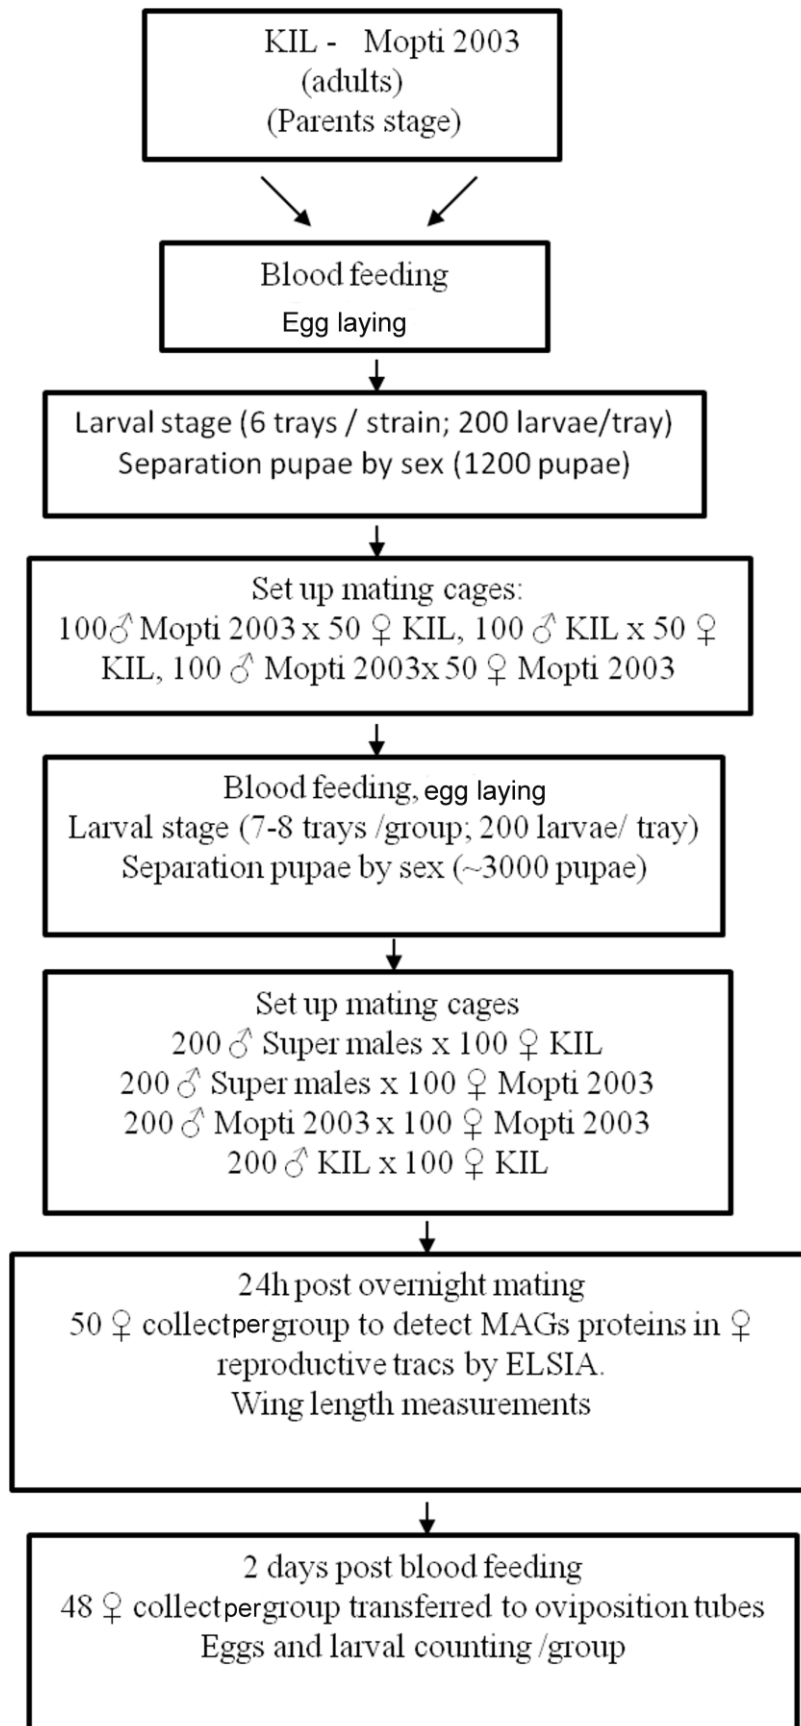 KIL - Mopti 2003
(adults)
(Parents stage)
Blood feeding
Egg laying
Larval stage (6 trays / strain; 200 larvae/tray)
Separation pupae by sex (1200 pupae)
Set up mating cages:
100♂ Mopti 2003 x 50 ♀ KIL, 100 ♂ KIL x 50 ♀
KIL, 100 ♂ Mopti 2003x 50 ♀ Mopti 2003
Blood feeding, egg laying
Larval stage (7-8 trays /group; 200 larvae/ tray)
Separation pupae by sex (~3000 pupae)
Set up mating cages
200 ♂ Super males x 100 ♀ KIL
200 ♂ Super males x 100 ♀ Mopti 2003
200 ♂ Mopti 2003 x 100 ♀ Mopti 2003
200 ♂ KIL x 100 ♀ KIL
24h post overnight mating
50 ♀ collect per group to detect MAGs proteins in ♀
reproductive tracs by ELSIA.
Wing length measurements
2 days post blood feeding
48 ♀ collect per group transferred to oviposition tubes
Eggs and larval counting /group